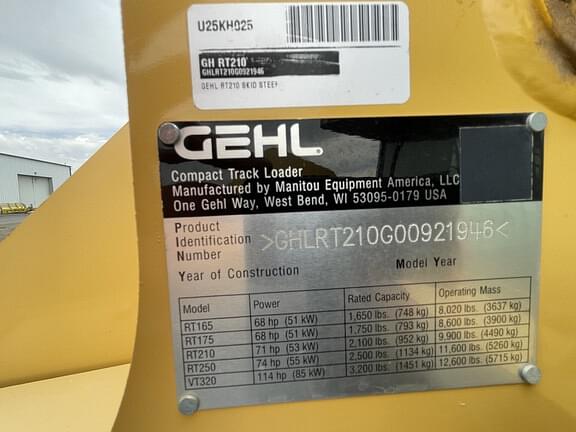 U25KH025
GH RT210
GHLRT210G0921946
GEHL RT210 SKID STEER
GEHL
Compact Track Loader
Manufactured by Manitou Equipment America, LLC
One Gehl Way, West Bend, WI 53095-0179 USA
Product
Identification >GHLRT210G00921946<
Number
Year of Construction Model Year
Model Power Rated Capacity Operating Mass
RT165 68 hp (51 kW) 1,650 lbs. (748 kg) 8,020 lbs. (3637 kg)
RT175 68 hp (51 kW) 1,750 lbs. (793 kg) 8,600 lbs. (3900 kg)
RT210 71 hp (53 kW) 2,100 lbs. (952 kg) 9,900 lbs. (4490 kg)
RT250 74 hp (55 kW) 2,500 lbs. (1134 kg) 11,600 lbs. (5260 kg)
VT320 114 hp (85 kW) 3,200 lbs. (1451 kg) 12,600 lbs. (5715 kg)